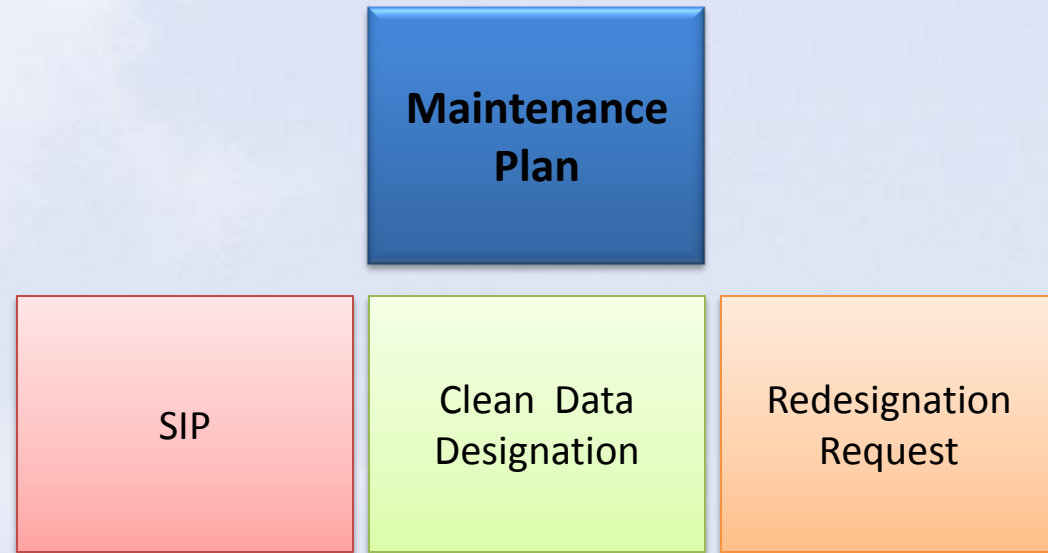 Maintenance
Plan
SIP
Clean Data
Designation
Redesignation
Request